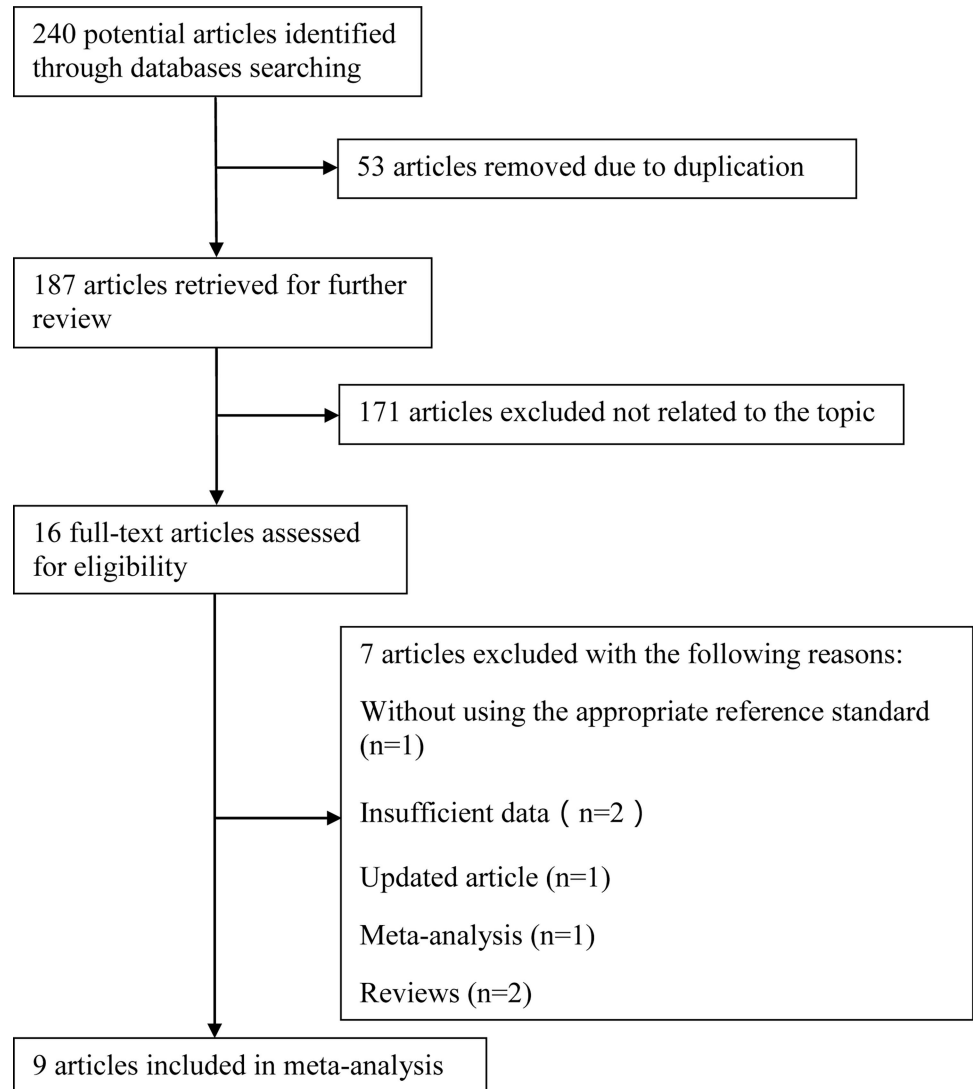 240 potential articles identified
through databases searching
53 articles removed due to duplication
187 articles retrieved for further
review
171 articles excluded not related to the topic
16 full-text articles assessed
for eligibility
7 articles excluded with the following reasons:
Without using the appropriate reference standard
(n=1)
Insufficient data ( n=2 )
Updated article (n=1)
Meta-analysis (n=1)
Reviews (n=2)
9 articles included in meta-analysis